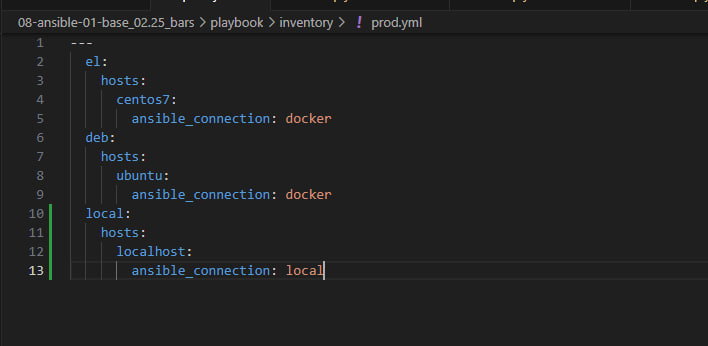 08-ansible-01-base_02.25_bars > playbook > inventory > ! prod.yml
1 ---
2   el:
3     hosts:
4       centos7:
5         ansible_connection: docker
6   deb:
7     hosts:
8       ubuntu:
9         ansible_connection: docker
10   local:
11     hosts:
12       localhost:
13         ansible_connection: local